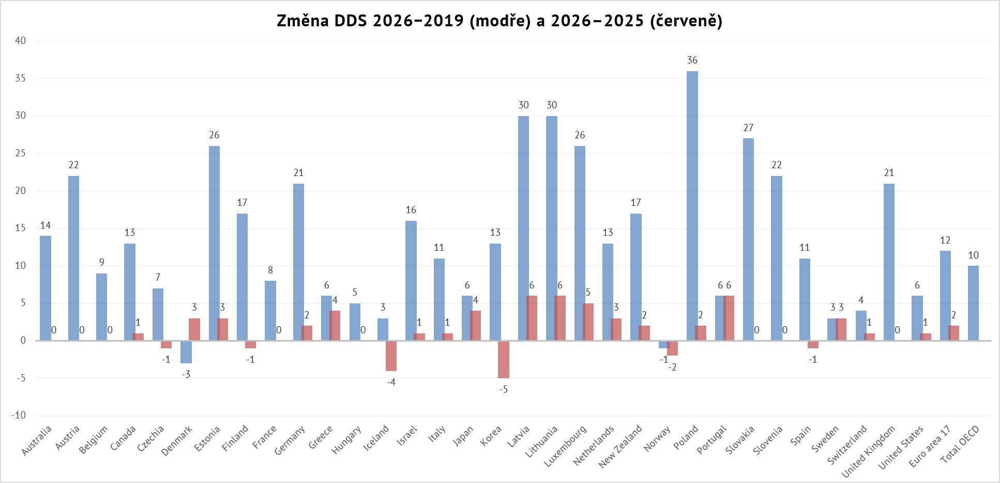 Změna DDS 2026–2019 (modře) a 2026–2025 (červeně)
40
35
30
25
20
15
10
5
0
-5
-10
14
0
22
0
9
0
13
1
7
-1
-3
3
26
3
17
-1
8
0
21
2
6
4
5
0
3
-4
16
1
11
1
6
4
13
-5
30
6
30
6
26
5
13
3
17
2
-1
-2
36
2
6
6
27
0
22
0
11
-1
3
3
4
1
21
0
6
1
12
2
10
Australia
Austria
Belgium
Canada
Czechia
Denmark
Estonia
Finland
France
Germany
Greece
Hungary
Iceland
Israel
Italy
Japan
Korea
Latvia
Lithuania
Luxembourg
Netherlands
New Zealand
Norway
Poland
Portugal
Slovakia
Slovenia
Spain
Sweden
Switzerland
United Kingdom
United States
Euro area 17
Total OECD